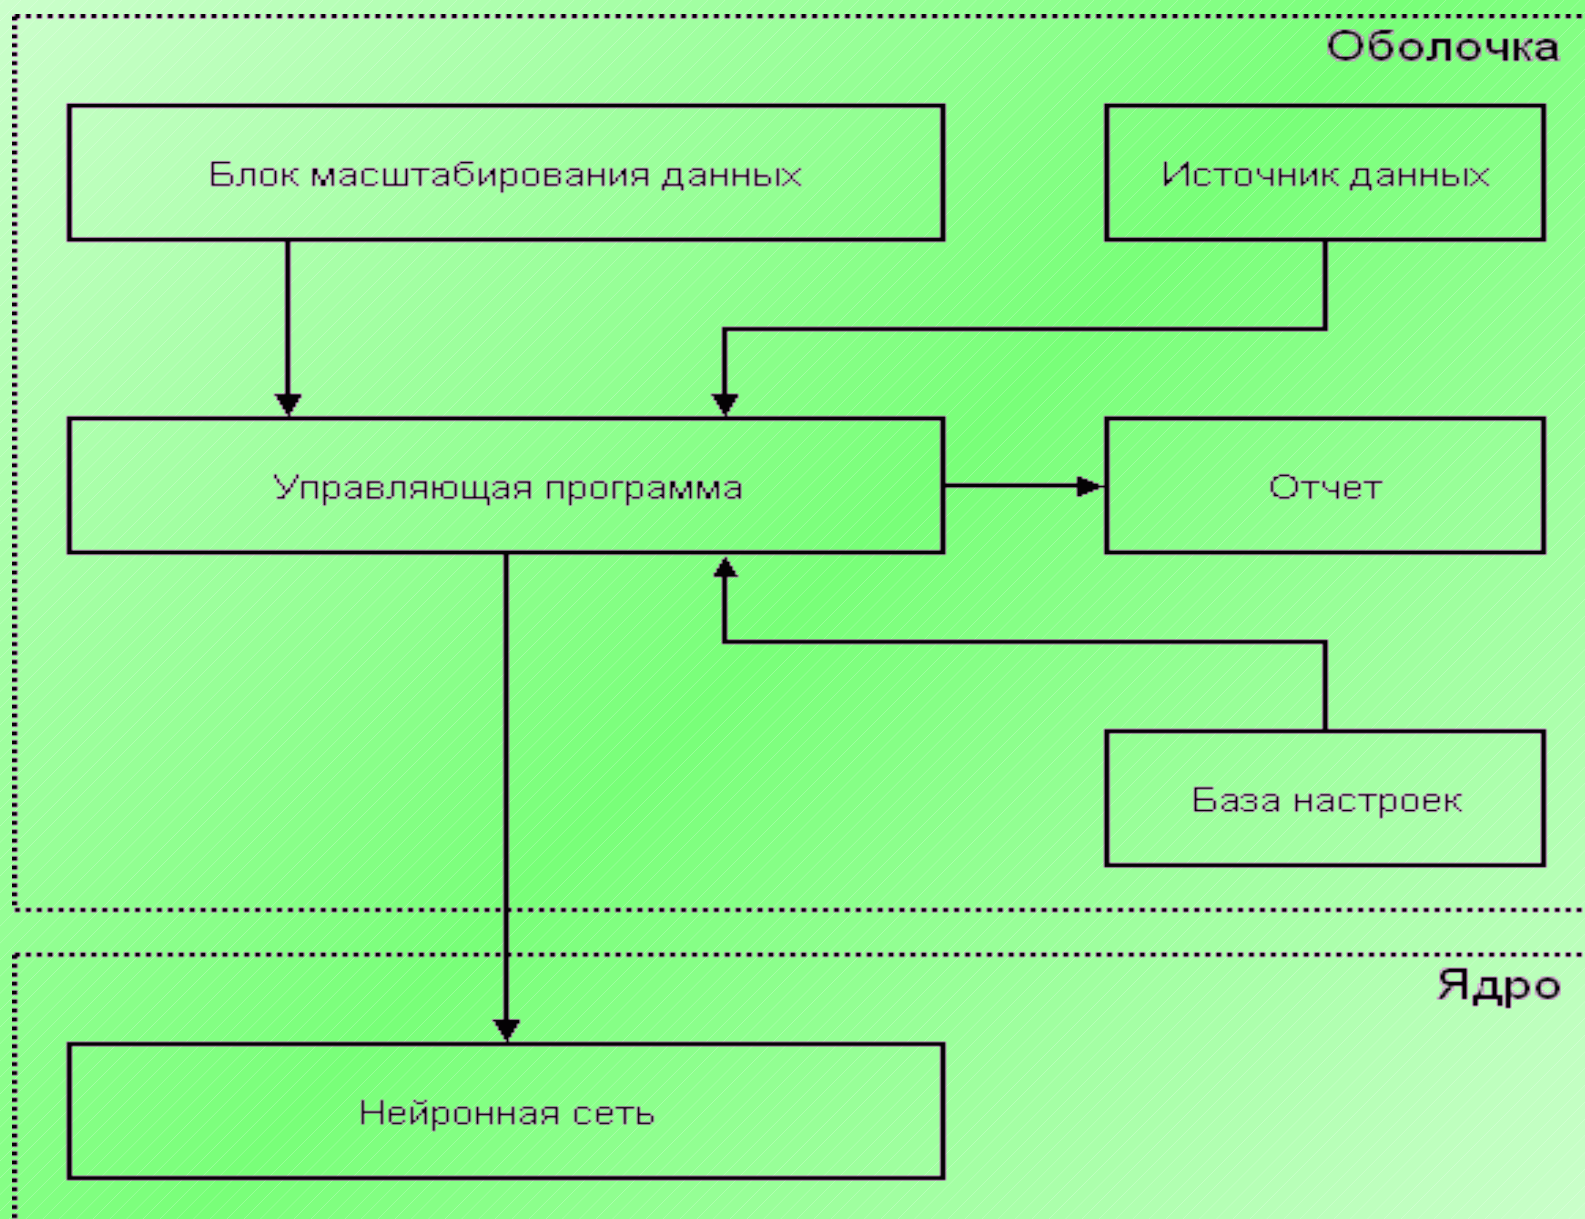 Оболочка
Блок масштабирования данных
Источник данных
Управляющая программа
Отчет
База настроек
Ядро
Нейронная сеть